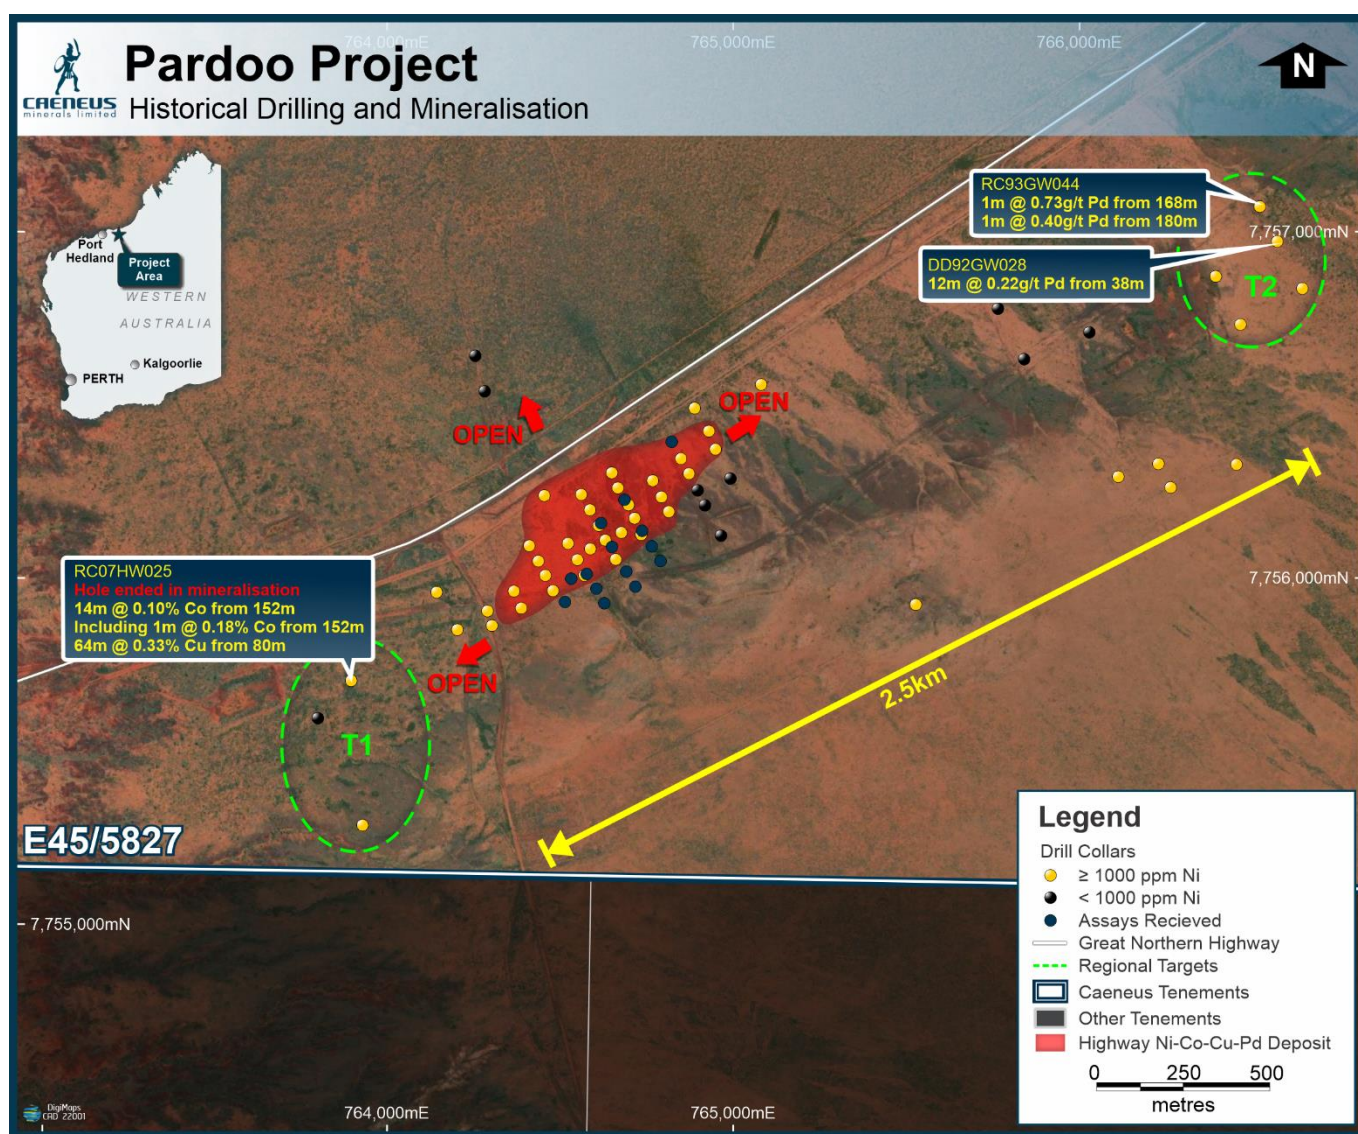 764,000mE
765,000mE
766,000mE
Pardoo Project
Historical Drilling and Mineralisation
CAENEUS
minerals limited
N
Port
Hedland
Project
Area
WESTERN
AUSTRALIA
Kalgoorlie
PERTH
RC93GW044
1m @ 0.73g/t Pd from 168m
1m @ 0.40g/t Pd from 180m
7,757,000mN
DD92GW028
12m @ 0.22g/t Pd from 38m
T2
OPEN
OPEN
RC07HW025
Hole ended in mineralisation
14m @ 0.10% Co from 152m
Including 1m @ 0.18% Co from 152m
64m @ 0.33% Cu from 80m
7,756,000mN
OPEN
2.5km
T1
E45/5827
7,755,000mN
Legend
Drill Collars
≥ 1000 ppm Ni
< 1000 ppm Ni
Assays Recieved
Great Northern Highway
Regional Targets
Caeneus Tenements
Other Tenements
Highway Ni-Co-Cu-Pd Deposit
0 250 500
metres
DigiMaps
CAD 22001
764,000mE
765,000mE